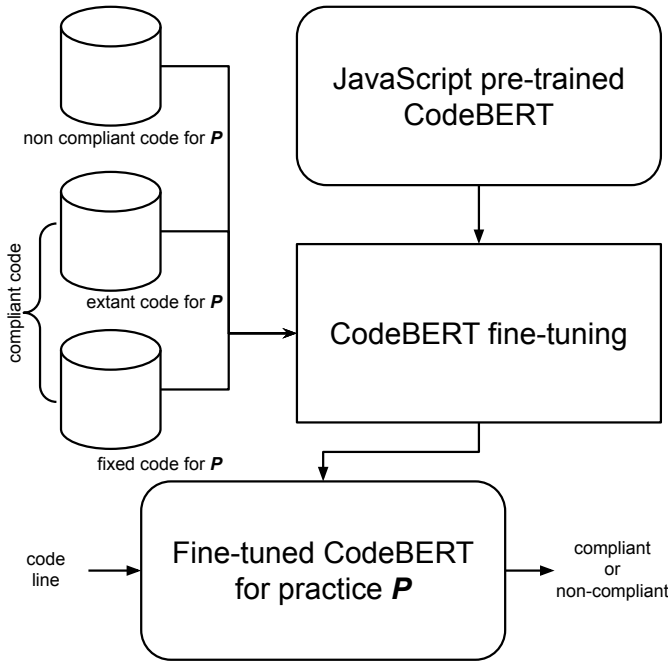 JavaScript pre-trained
CodeBERT
non compliant code for P
compliant code
extant code for P
CodeBERT fine-tuning
fixed code for P
code
line
Fine-tuned CodeBERT
for practice P
compliant
or
non-compliant